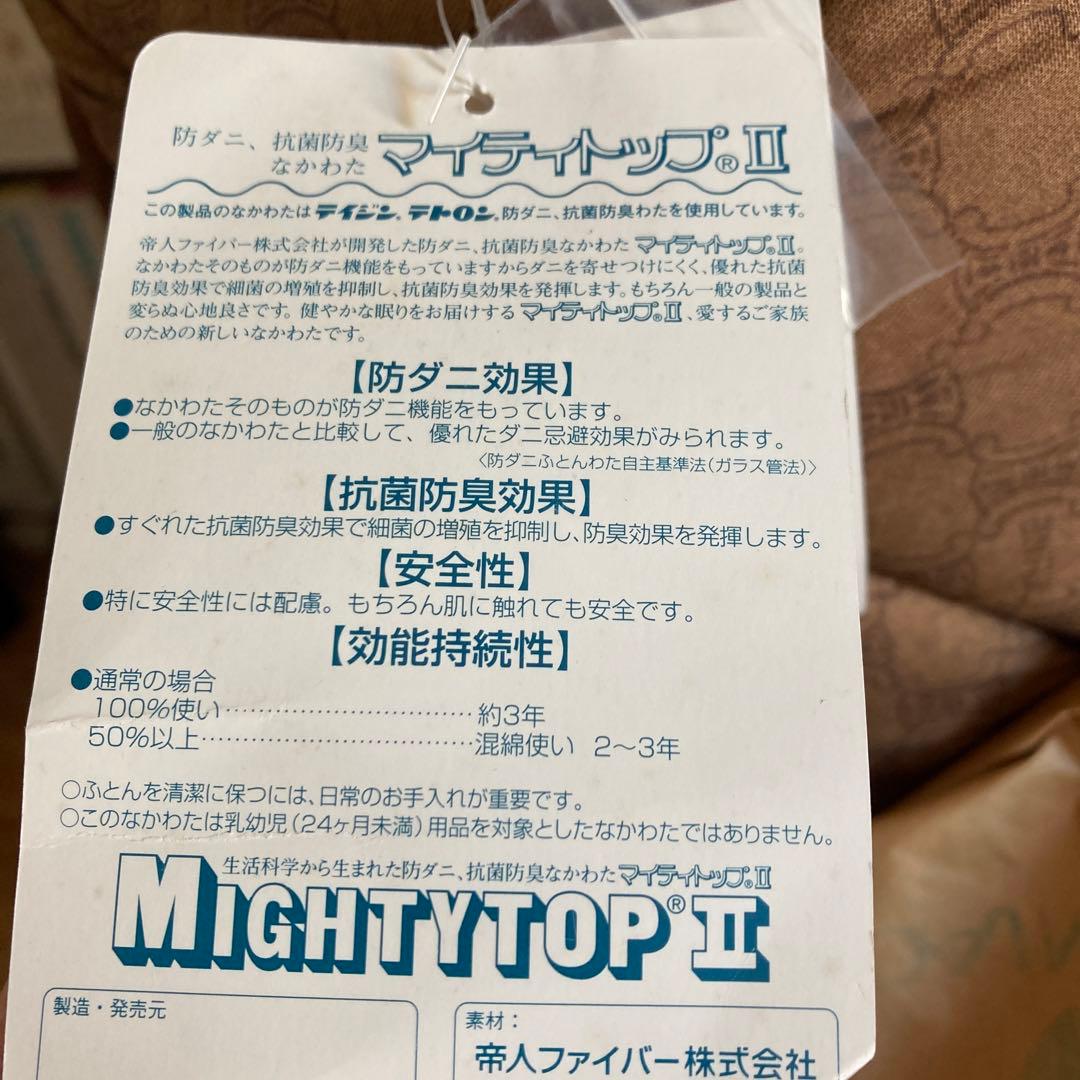 防ダニ、抗菌防臭
なかわた マイティトップ®Ⅱ
この製品のなかわたは テイジン®テトロン®防ダニ、抗菌防臭わたを使用しています。
帝人ファイバー株式会社が開発した防ダニ、抗菌防臭なかわた マイティトップ®Ⅱ。
なかわたそのものが防ダニ機能をもっていますからダニを寄せつけにくく、優れた抗菌
防臭効果で細菌の増殖を抑制し、抗菌防臭効果を発揮します。もちろん一般の製品と
変らぬ心地良さです。健やかな眠りをお届けする マイティトップ®Ⅱ、愛するご家族
のための新しいなかわたです。
【防ダニ効果】
●なかわたそのものが防ダニ機能をもっています。
●一般のなかわたと比較して、優れたダニ忌避効果がみられます。
〈防ダニふとんわた自主基準法(ガラス管法)〉
【抗菌防臭効果】
●すぐれた抗菌防臭効果で細菌の増殖を抑制し、防臭効果を発揮します。
【安全性】
●特に安全性には配慮。もちろん肌に触れても安全です。
【効能持続性】
●通常の場合
100%使い……………………………約3年
50%以上……………………………混綿使い 2〜3年
○ふとんを清潔に保つには、日常のお手入れが重要です。
○このなかわたは乳幼児(24ヶ月未満)用品を対象としたなかわたではありません。
生活科学から生まれた防ダニ、抗菌防臭なかわた マイティトップ®Ⅱ
MIGHTYTOP®Ⅱ
製造・発売元
素材：
帝人ファイバー株式会社